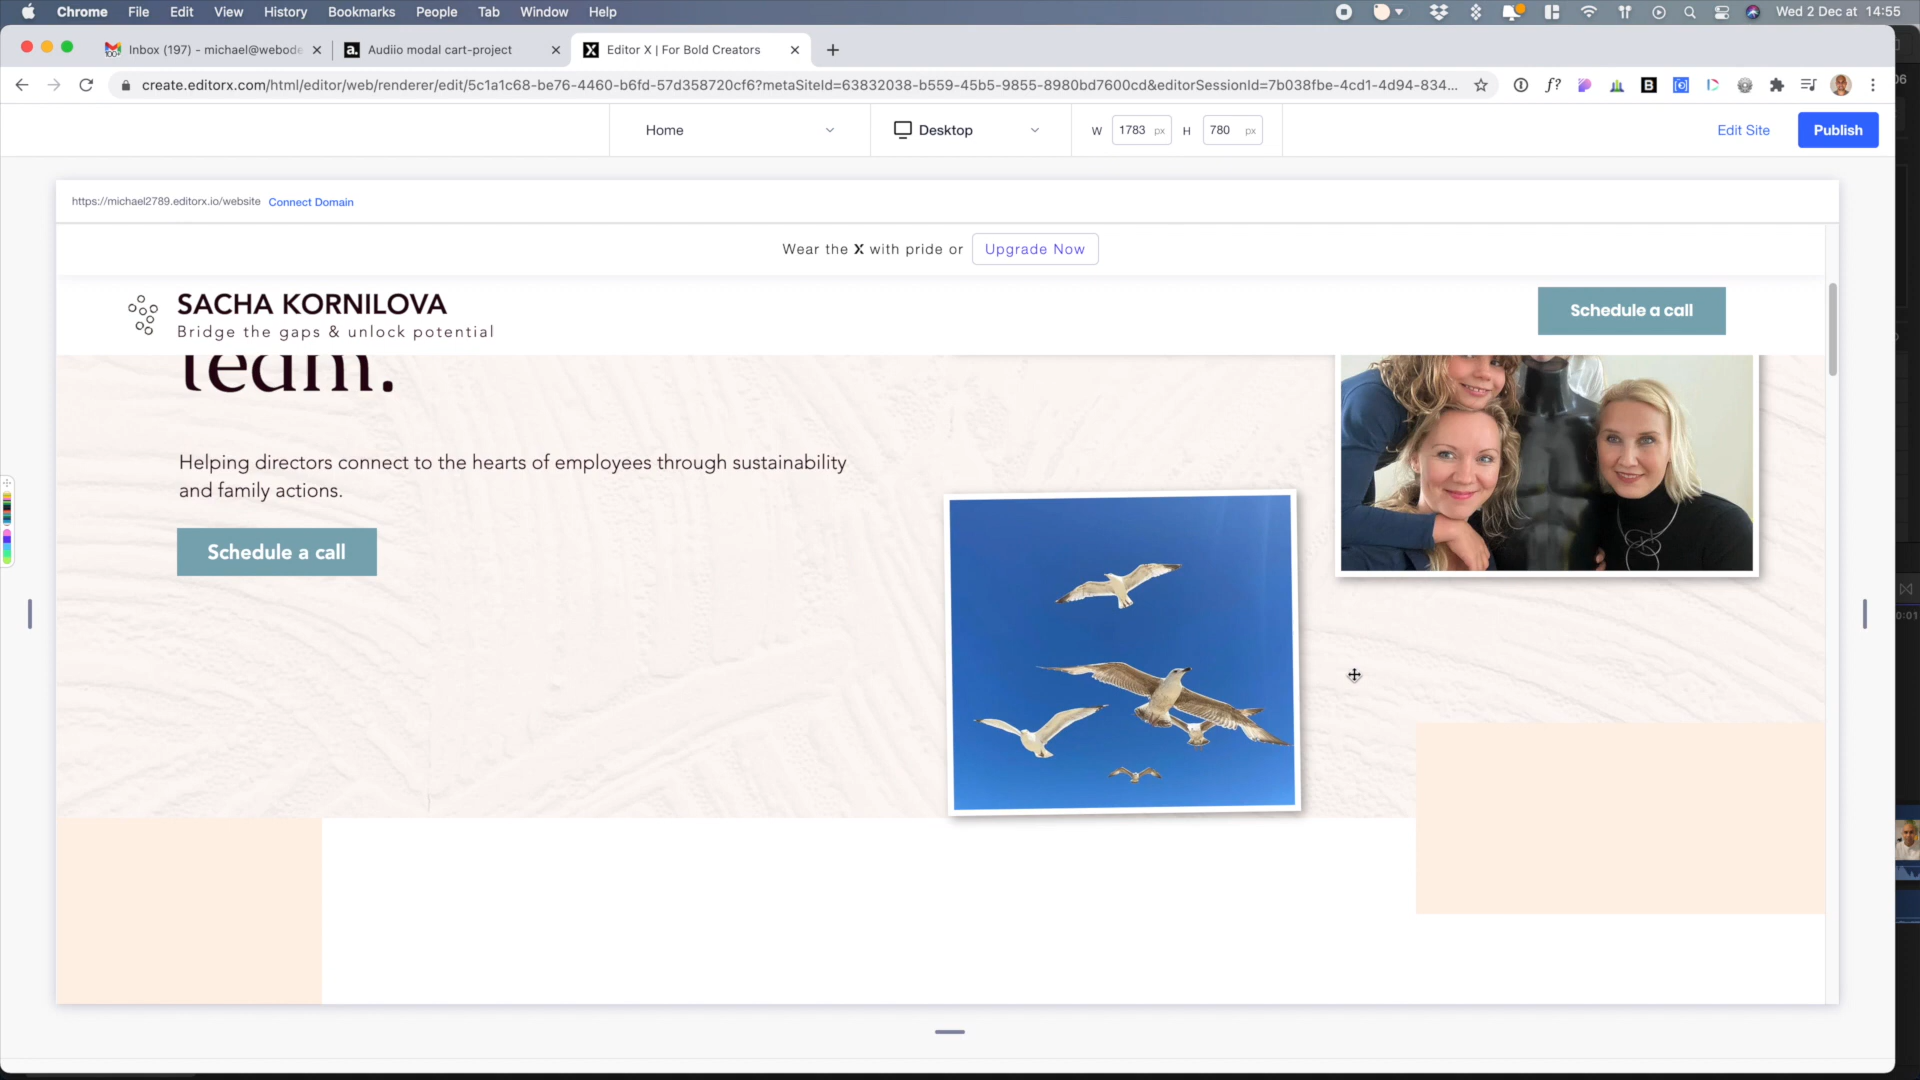 Chrome File Edit View History Bookmarks People Tab Window Help
Wed 2 Dec at 14:55
Inbox (197) - michael@webode
Audiio modal cart-project
Editor X | For Bold Creators
create.editorx.com/html/editor/web/renderer/edit/5c1a1c68-be76-4460-b6fd-57d358720cf6?metaSiteId=63832038-b559-45b5-9855-8980bd7600cd&editorSessionId=7b038fbe-4cd1-4d94-834...
Home
Desktop
W 1783 px H 780 px
Edit Site
Publish
https://michael2789.editorx.io/website Connect Domain
Wear the X with pride or Upgrade Now
SACHA KORNILOVA
Bridge the gaps & unlock potential
Schedule a call
team.
Helping directors connect to the hearts of employees through sustainability
and family actions.
Schedule a call